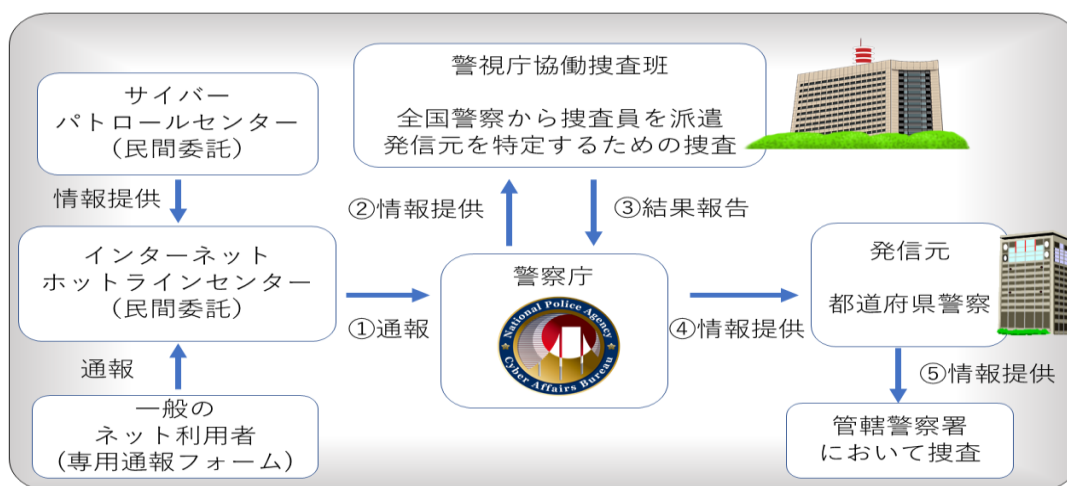 サイバー
パトロールセンター
（民間委託）
情報提供
インターネット
ホットラインセンター
（民間委託）
通報
一般の
ネット利用者
（専用通報フォーム）
①通報
警視庁協働捜査班
全国警察から捜査員を派遣
発信元を特定するための捜査
②情報提供
③結果報告
警察庁
National Police Agency
Cyber Affairs Bureau
④情報提供
発信元
都道府県警察
⑤情報提供
管轄警察署
において捜査